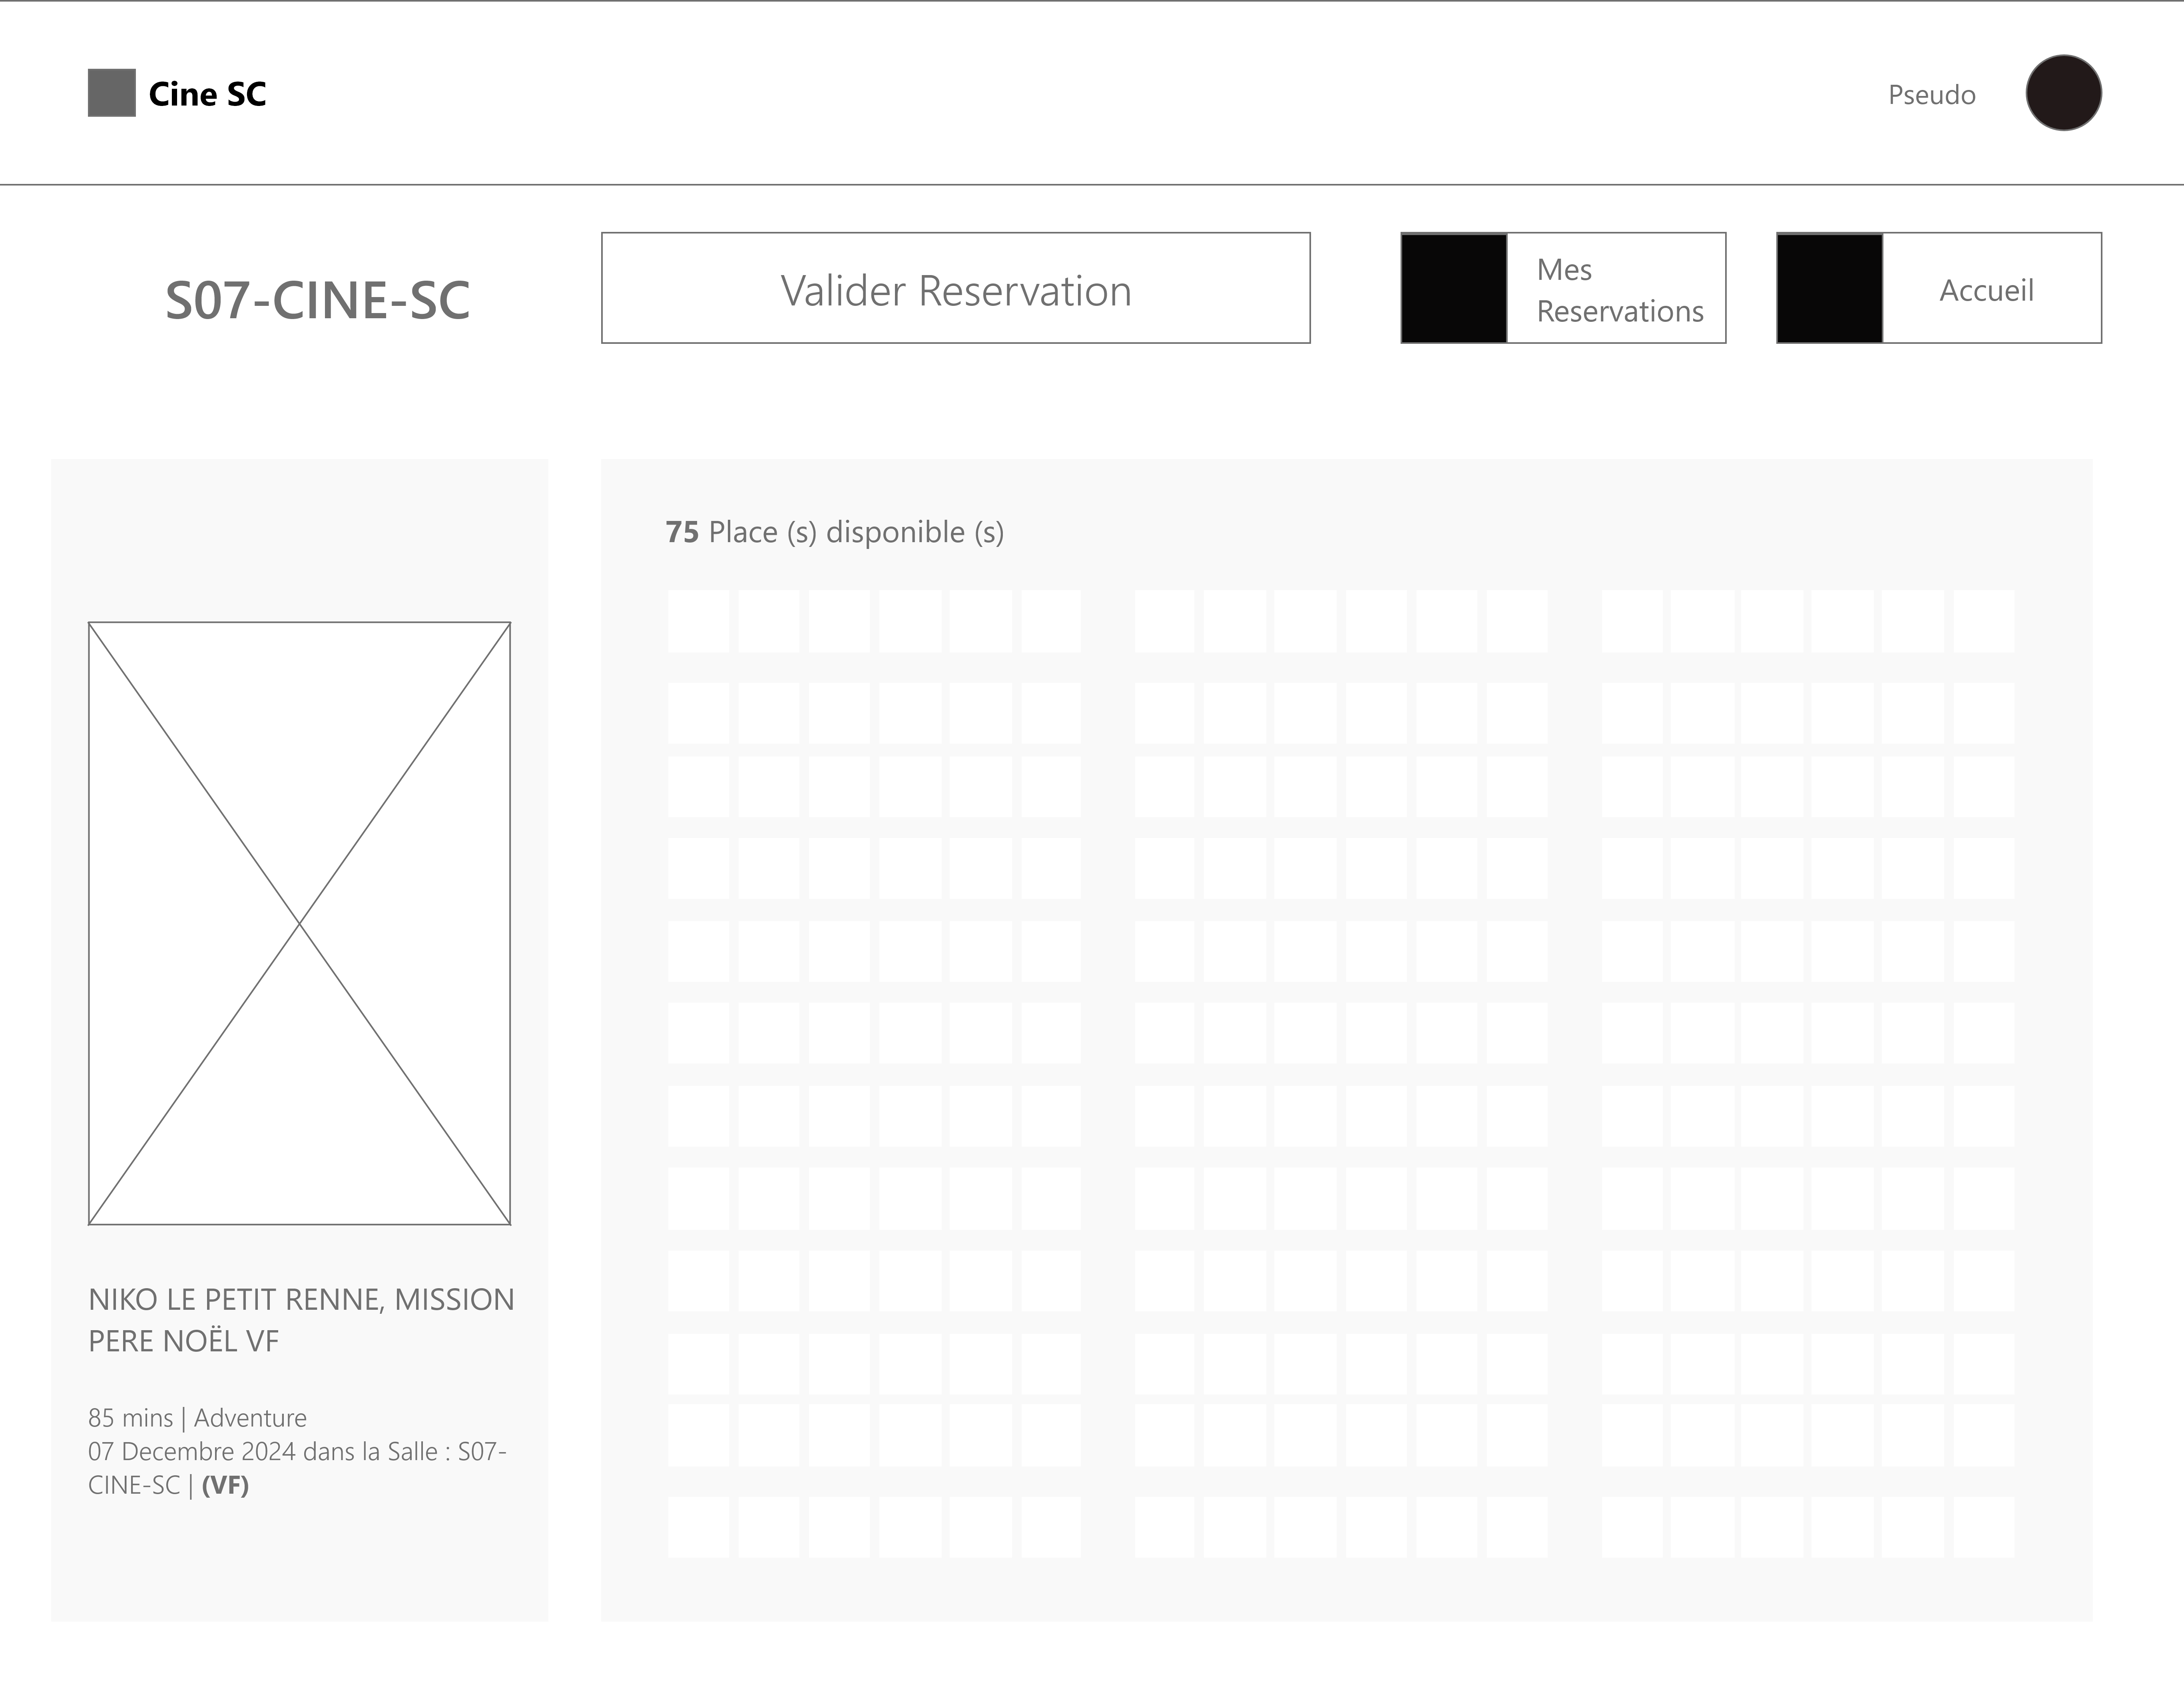 Cine SC
Pseudo
S07-CINE-SC
Valider Reservation
Mes
Reservations
Accueil
75 Place (s) disponible (s)
NIKO LE PETIT RENNE, MISSION
PERE NOËL VF
85 mins | Adventure
07 Decembre 2024 dans la Salle : S07-
CINE-SC | (VF)